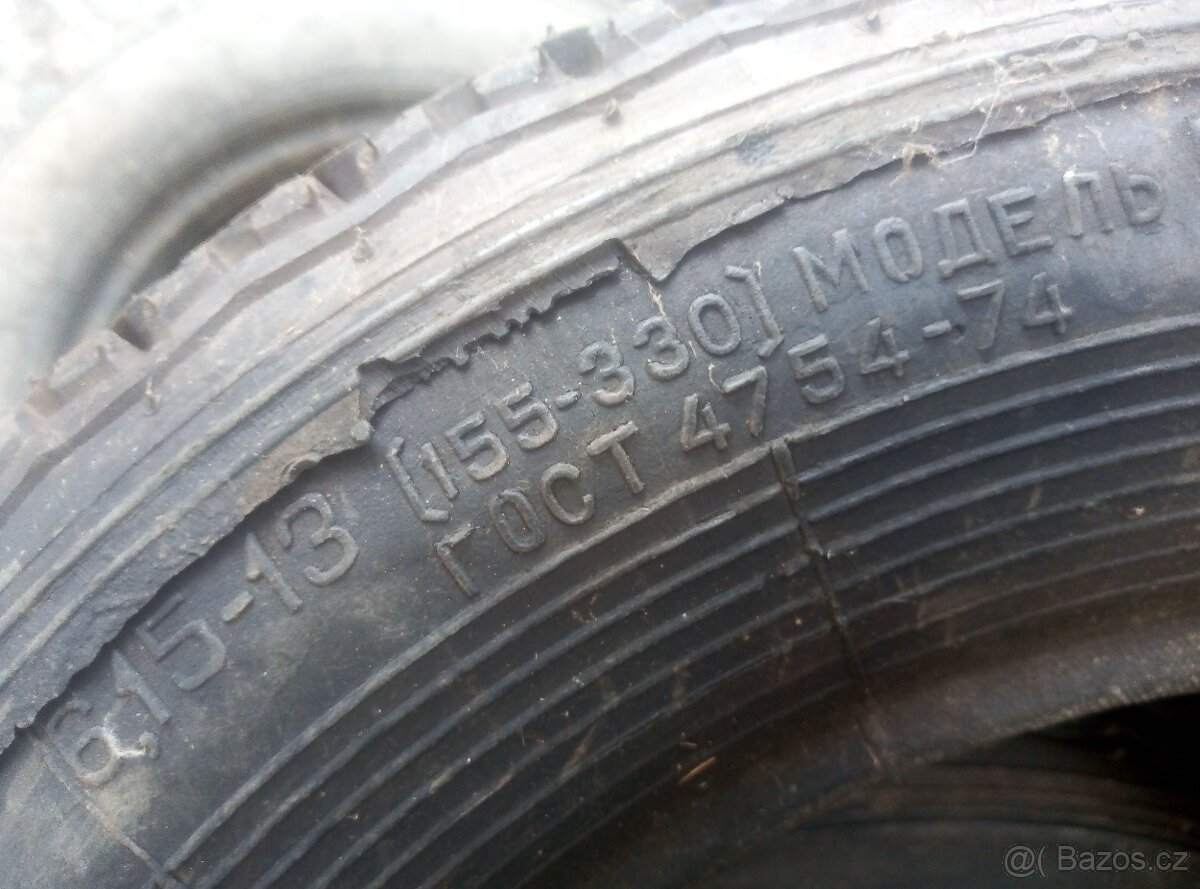 6,15-13 (155-330) МОДЕЛЬ
ГОСТ 4754-74
@( Bazos.cz